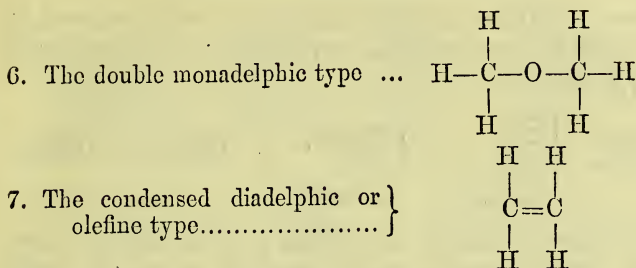 H H
6. The double monadelphic type ... H—C—O—C—H
H H
H H
7. The condensed diadelphic or }
olefine type...................... } C=C
H H